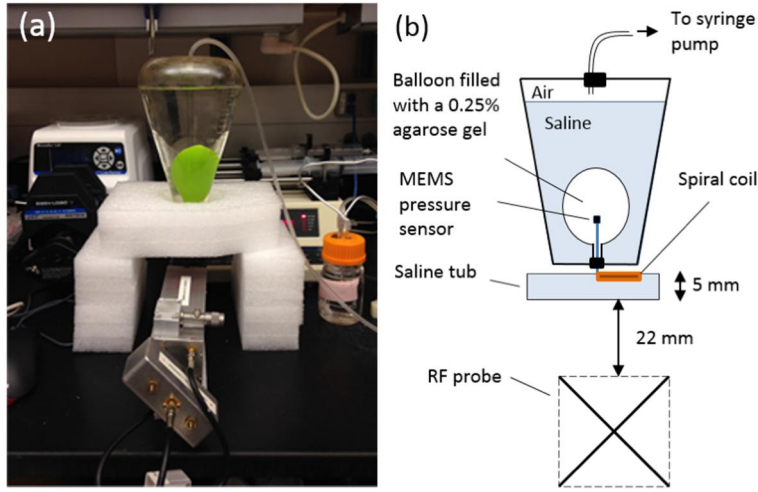 (a)
(b)
To syringe
pump
Balloon filled
with a 0.25%
agarose gel
Air
Saline
MEMS
pressure
sensor
Spiral coil
Saline tub
5 mm
22 mm
RF probe